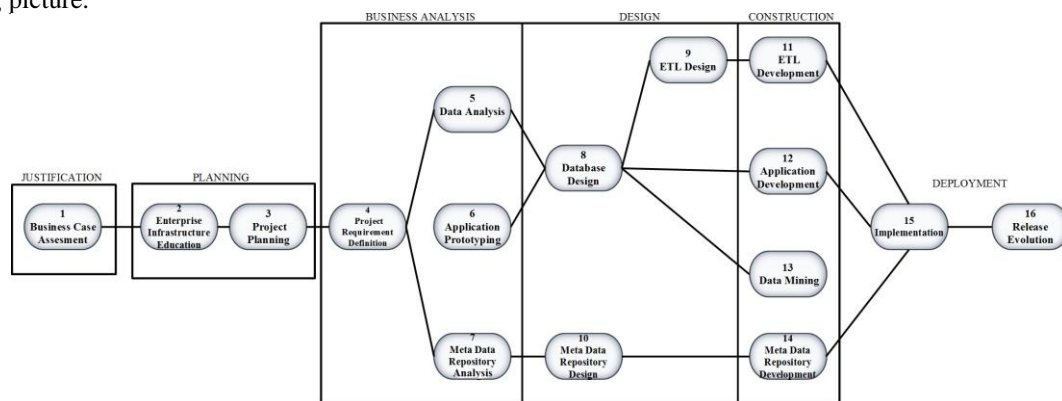 picture.
BUSINESS ANALYSIS
DESIGN
CONSTRUCTION
JUSTIFICATION
PLANNING
DEPLOYMENT
1
Business Case
Assesment
2
Enterprise
Infrastructure
Education
3
Project
Planning
4
Project
Requirement
Definition
5
Data Analysis
6
Application
Prototyping
7
Meta Data
Repository
Analysis
8
Database
Design
9
ETL Design
10
Meta Data
Repository
Design
11
ETL
Development
12
Application
Development
13
Data Mining
14
Meta Data
Repository
Development
15
Implementation
16
Release
Evolution